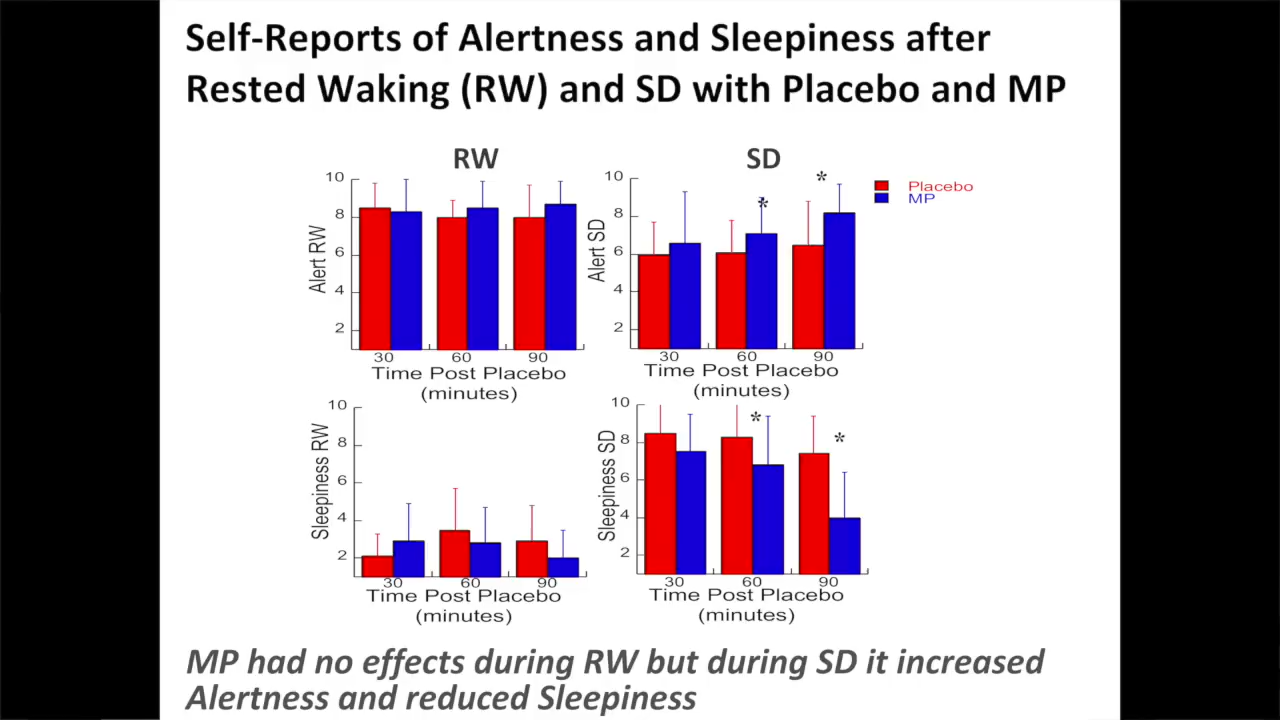 Self-Reports of Alertness and Sleepiness after
Rested Waking (RW) and SD with Placebo and MP
RW
10
8
6
4
2
Alert RW
30 60 90
Time Post Placebo
(minutes)
SD
10
8
6
4
2
Alert SD
*
*
30 60 90
Time Post Placebo
(minutes)
Placebo
MP
10
8
6
4
2
Sleepiness RW
30 60 90
Time Post Placebo
(minutes)
10
8
6
4
2
Sleepiness SD
*
*
30 60 90
Time Post Placebo
(minutes)
MP had no effects during RW but during SD it increased
Alertness and reduced Sleepiness